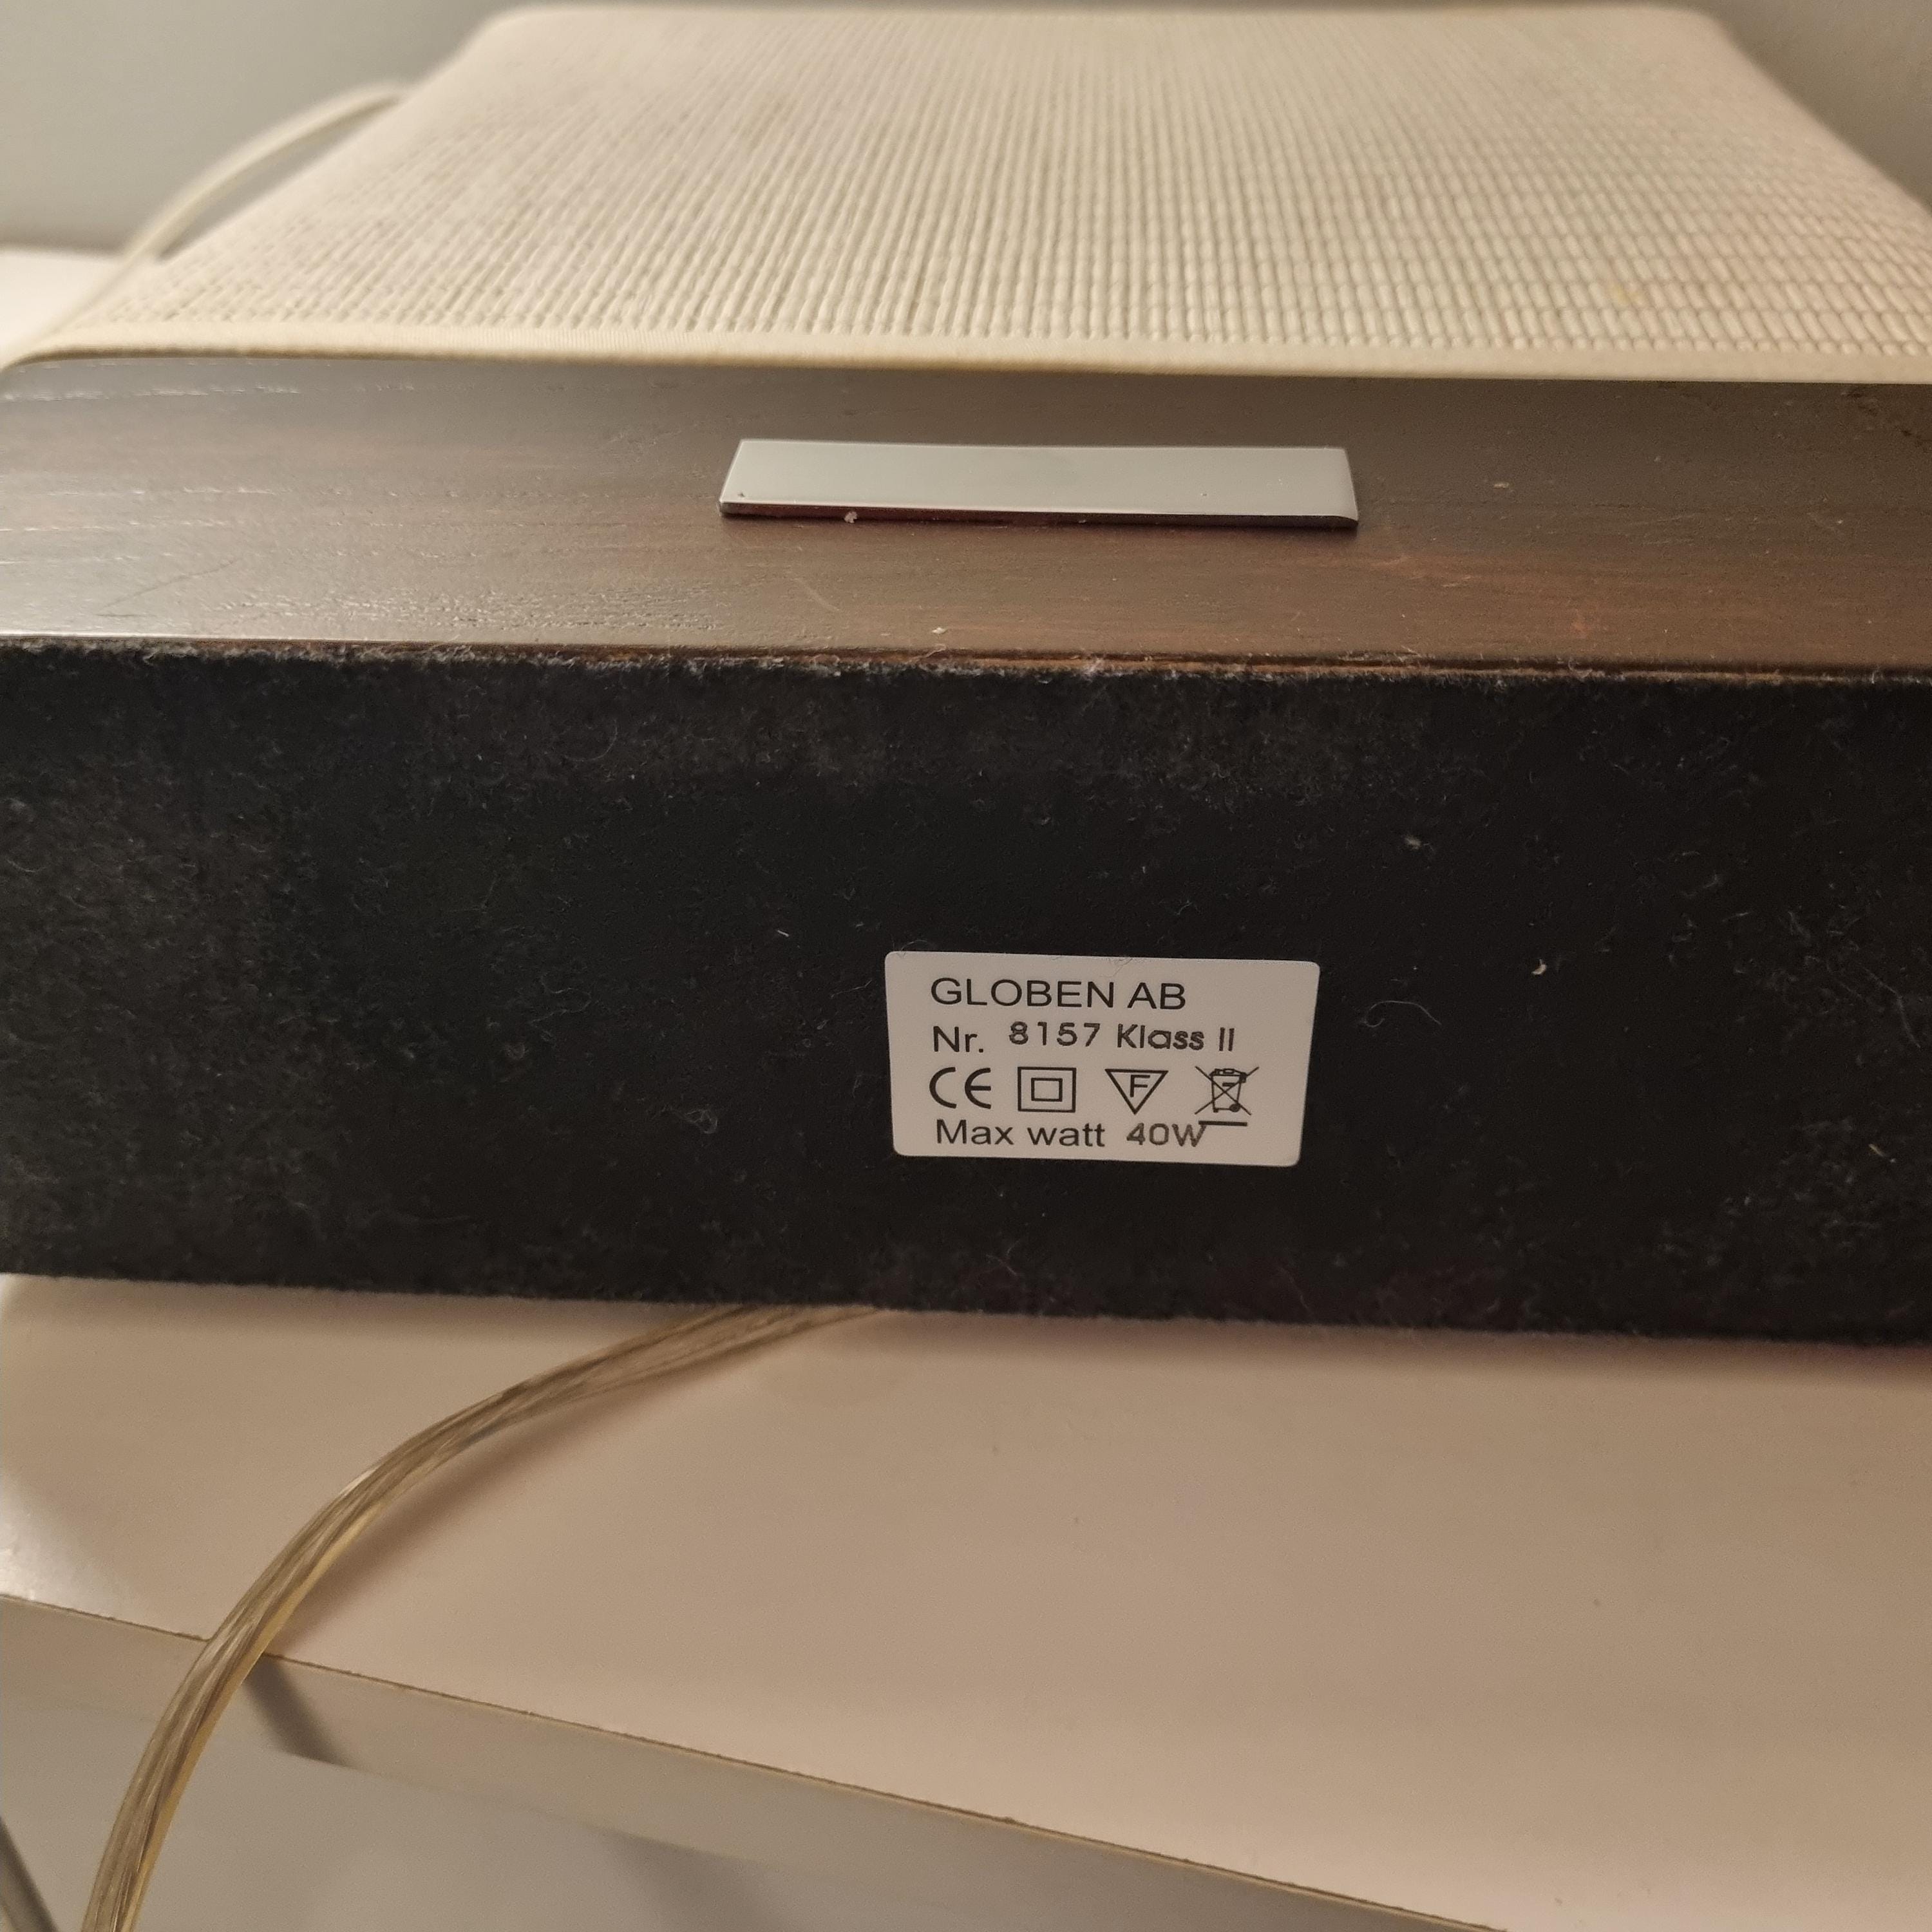 GLOBEN AB
Nr. 8157 Klass II
CE F
Max watt 40W